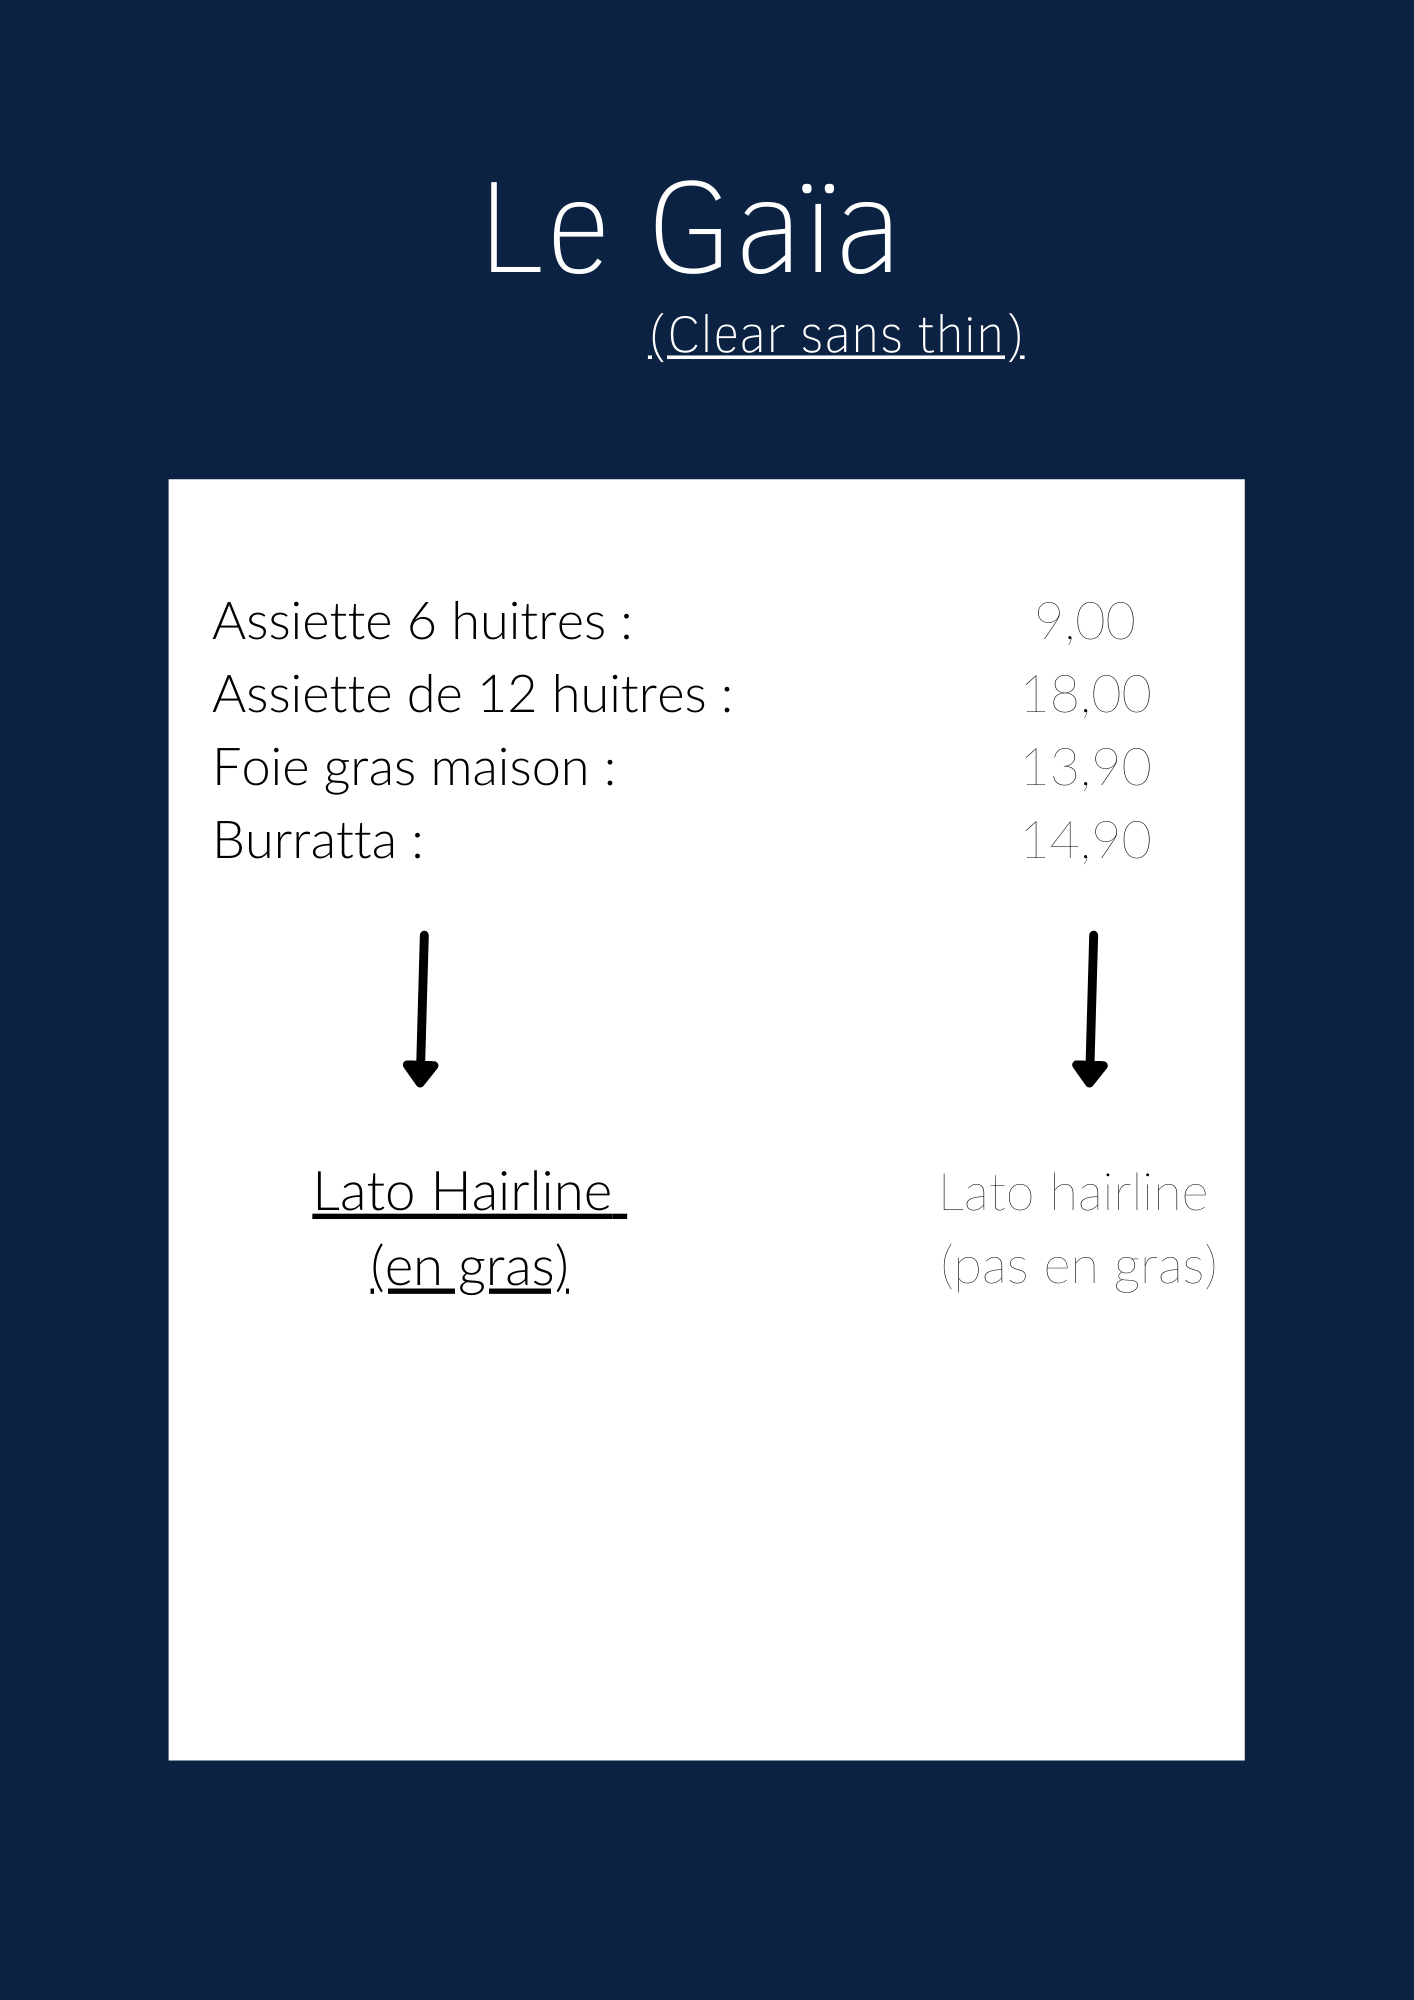 Le Gaïa
(Clear sans thin)
Assiette 6 huitres : 9,00
Assiette de 12 huitres : 18,00
Foie gras maison : 13,90
Burratta : 14,90
Lato Hairline Lato hairline
(en gras) (pas en gras)